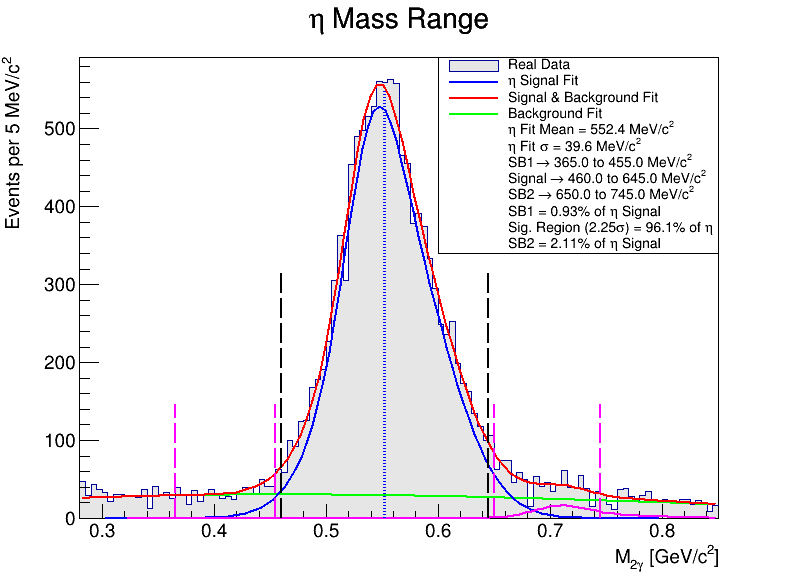 η Mass Range
Events per 5 MeV/c²
500
400
300
200
100
0
Real Data
η Signal Fit
Signal & Background Fit
Background Fit
η Fit Mean = 552.4 MeV/c²
η Fit σ = 39.6 MeV/c²
SB1 → 365.0 to 455.0 MeV/c²
Signal → 460.0 to 645.0 MeV/c²
SB2 → 650.0 to 745.0 MeV/c²
SB1 = 0.93% of η Signal
Sig. Region (2.25σ) = 96.1% of η
SB2 = 2.11% of η Signal
0.3 0.4 0.5 0.6 0.7 0.8
M₂ᵧ [GeV/c²]